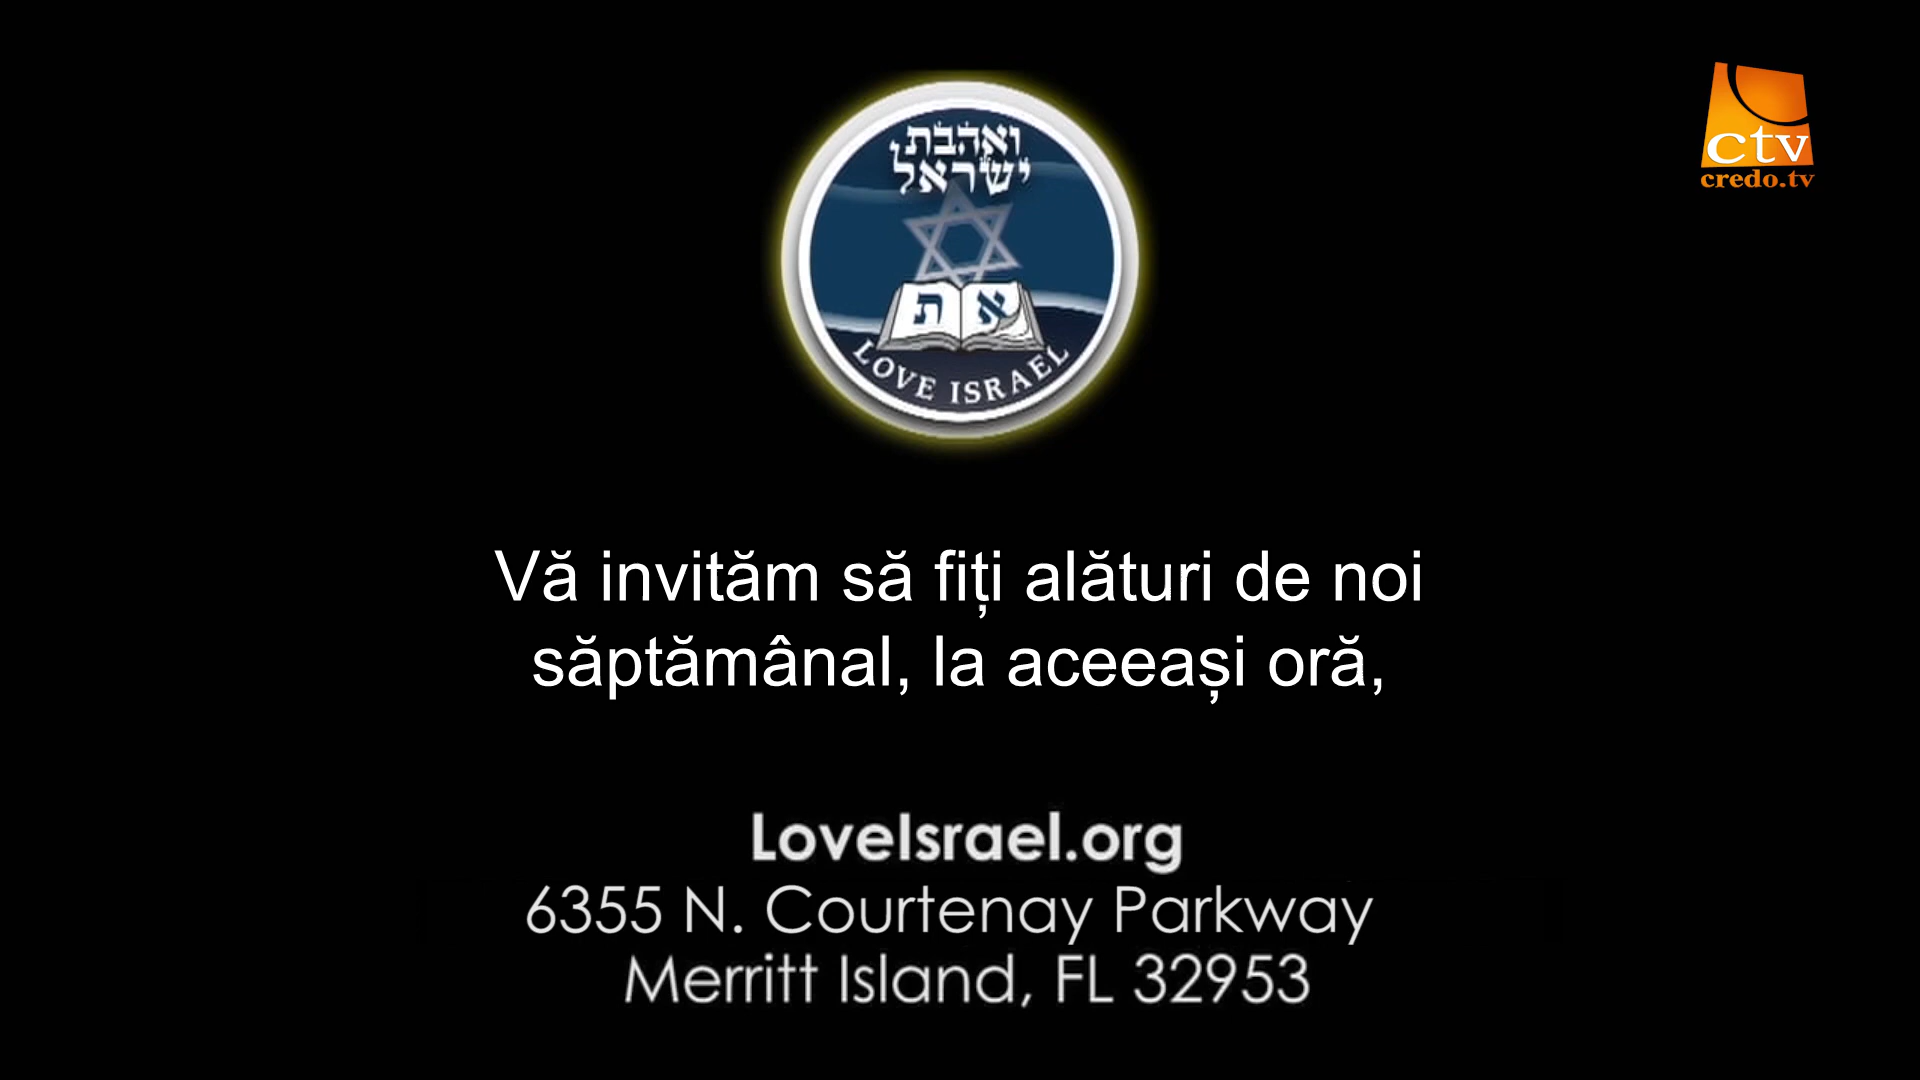 ואהבת
ישראל
ת א
LOVE ISRAEL
ctv
credo.tv
Vă invităm să fiți alături de noi
săptămânal, la aceeași oră,
LoveIsrael.org
6355 N. Courtenay Parkway
Merritt Island, FL 32953